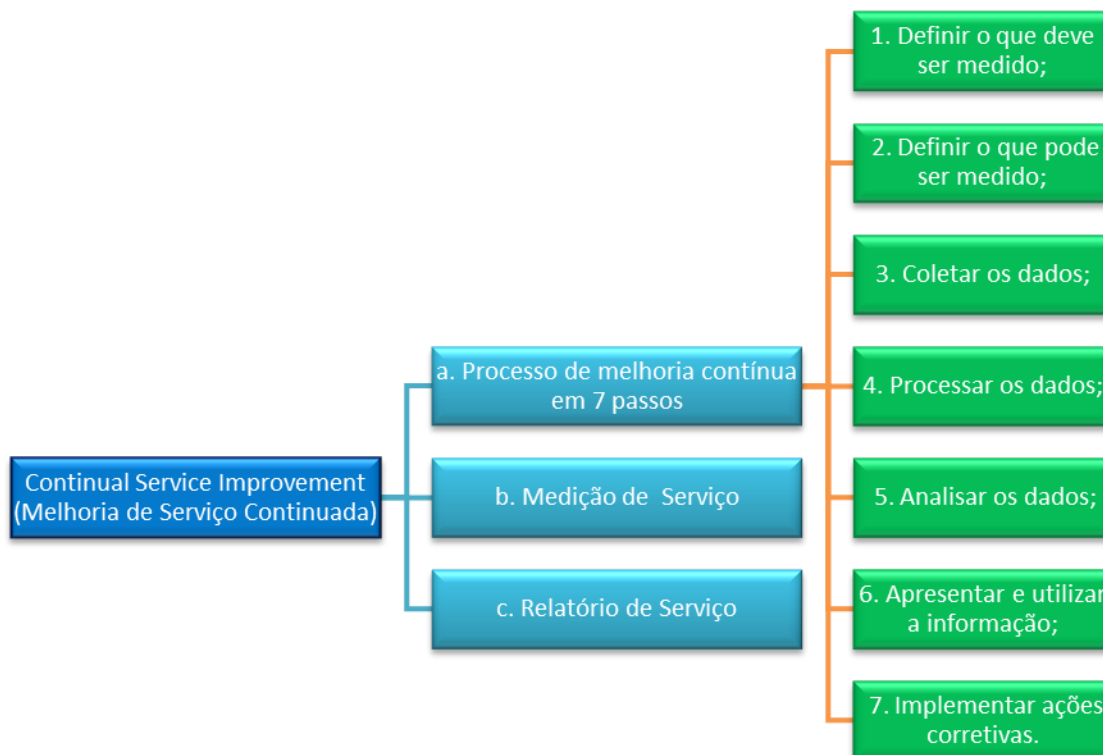 Continual Service Improvement
(Melhoria de Serviço Continuada)
a. Processo de melhoria contínua
em 7 passos
b. Medição de Serviço
c. Relatório de Serviço
1. Definir o que deve
ser medido;
2. Definir o que pode
ser medido;
3. Coletar os dados;
4. Processar os dados;
5. Analisar os dados;
6. Apresentar e utilizar
a informação;
7. Implementar ações
corretivas.